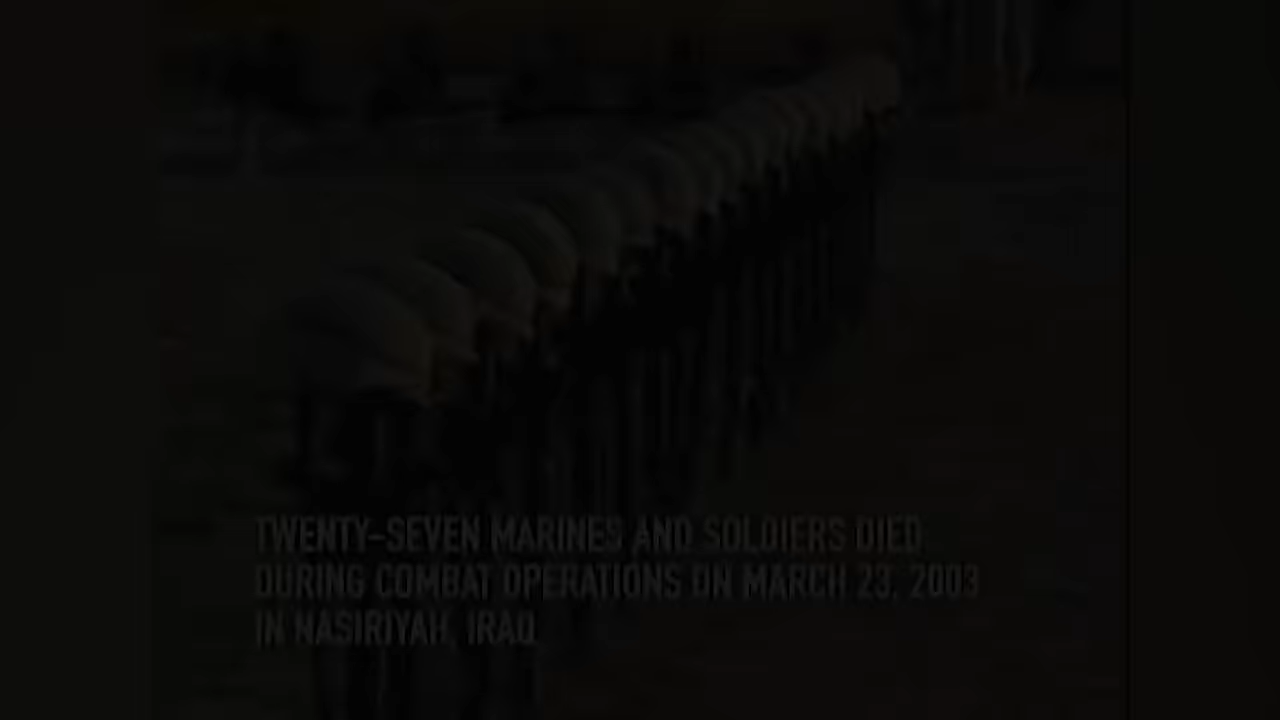 TWENTY-SEVEN MARINES AND SOLDIERS DIED
DURING COMBAT OPERATIONS ON MARCH 23, 2003
IN NASIRIYAH, IRAQ